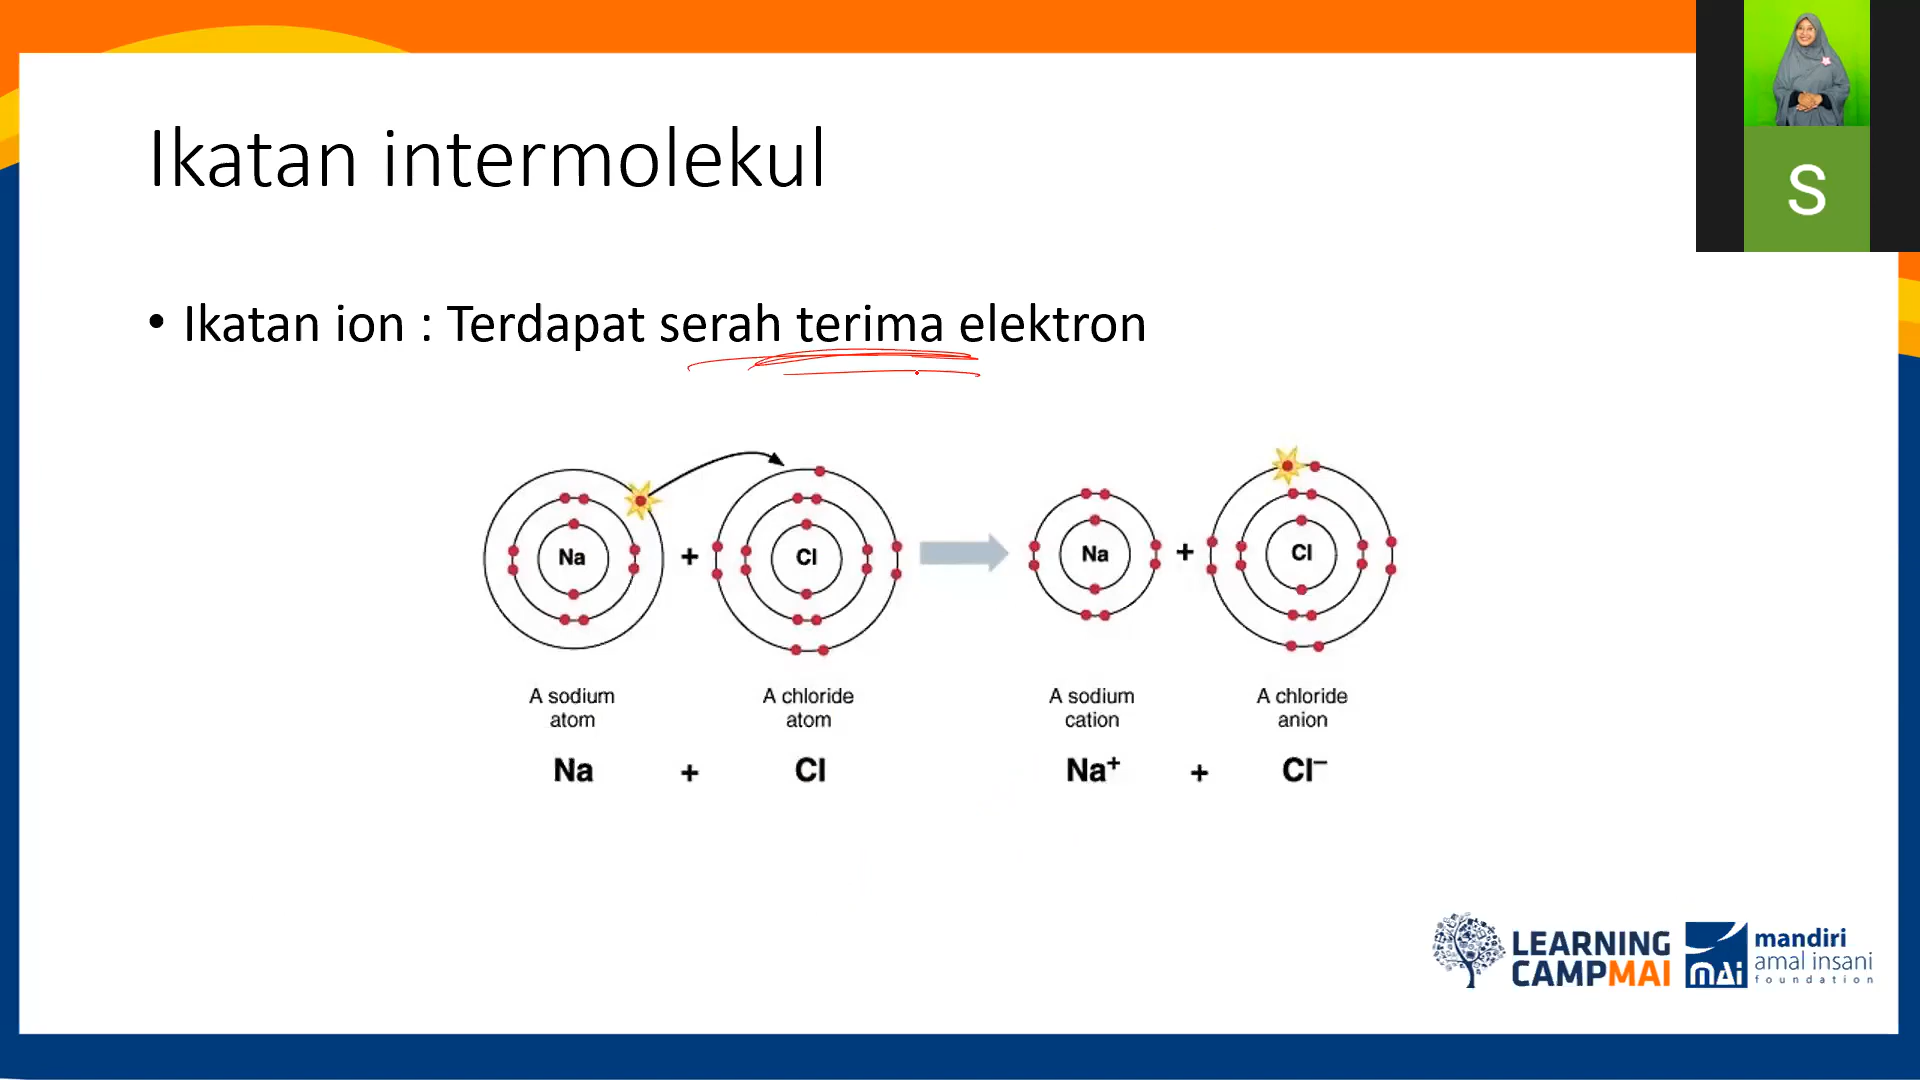 Ikatan intermolekul
S
• Ikatan ion : Terdapat serah terima elektron
Na + Cl Na + Cl
A sodium atom
A chloride atom
A sodium cation
A chloride anion
Na + Cl Na⁺ + Cl⁻
LEARNING CAMPMAI
mai
mandiri
amal insani
foundation